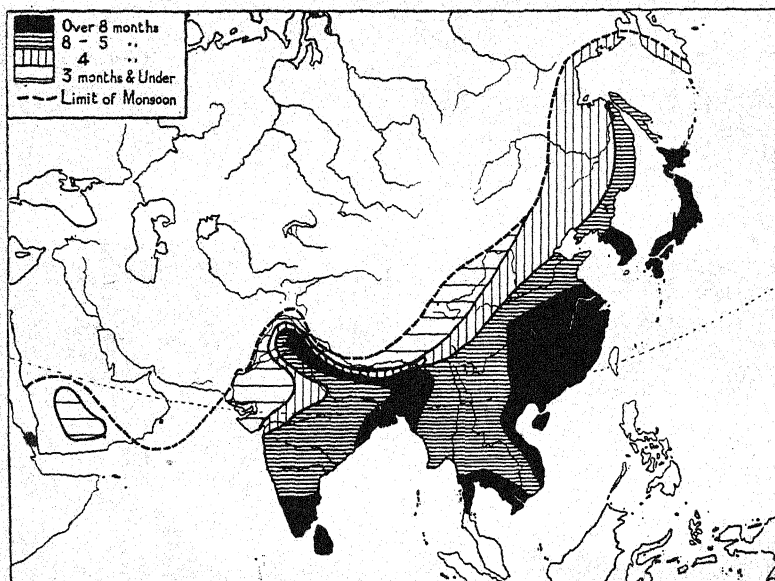 Over 8 months
8 - 5 "
4 "
3 months & Under
Limit of Monsoon